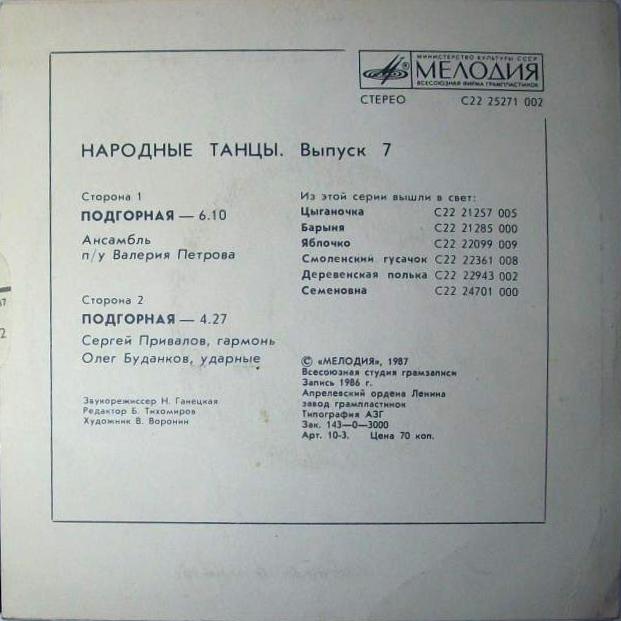 МИНИСТЕРСТВО КУЛЬТУРЫ СССР
МЕЛОДИЯ
ВСЕСОЮЗНАЯ ФИРМА ГРАМПЛАСТИНОК
СТЕРЕО С22 25271 002
НАРОДНЫЕ ТАНЦЫ. Выпуск 7
Сторона 1
ПОДГОРНАЯ — 6.10
Ансамбль
п/у Валерия Петрова
Сторона 2
ПОДГОРНАЯ — 4.27
Сергей Привалов, гармонь
Олег Буданков, ударные
Звукорежиссер Н. Ганецкая
Редактор Б. Тихомиров
Художник В. Воронин
Из этой серии вышли в свет:
Цыганочка С22 21257 005
Барыня С22 21285 000
Яблочко С22 22099 009
Смоленский гусачок С22 22361 008
Деревенская полька С22 22943 002
Семеновна С22 24701 000
© «МЕЛОДИЯ», 1987
Всесоюзная студия грамзаписи
Запись 1986 г.
Апрелевский ордена Ленина
завод грампластинок
Типография АЗГ
Зак. 143—0—3000
Арт. 10-3. Цена 70 коп.